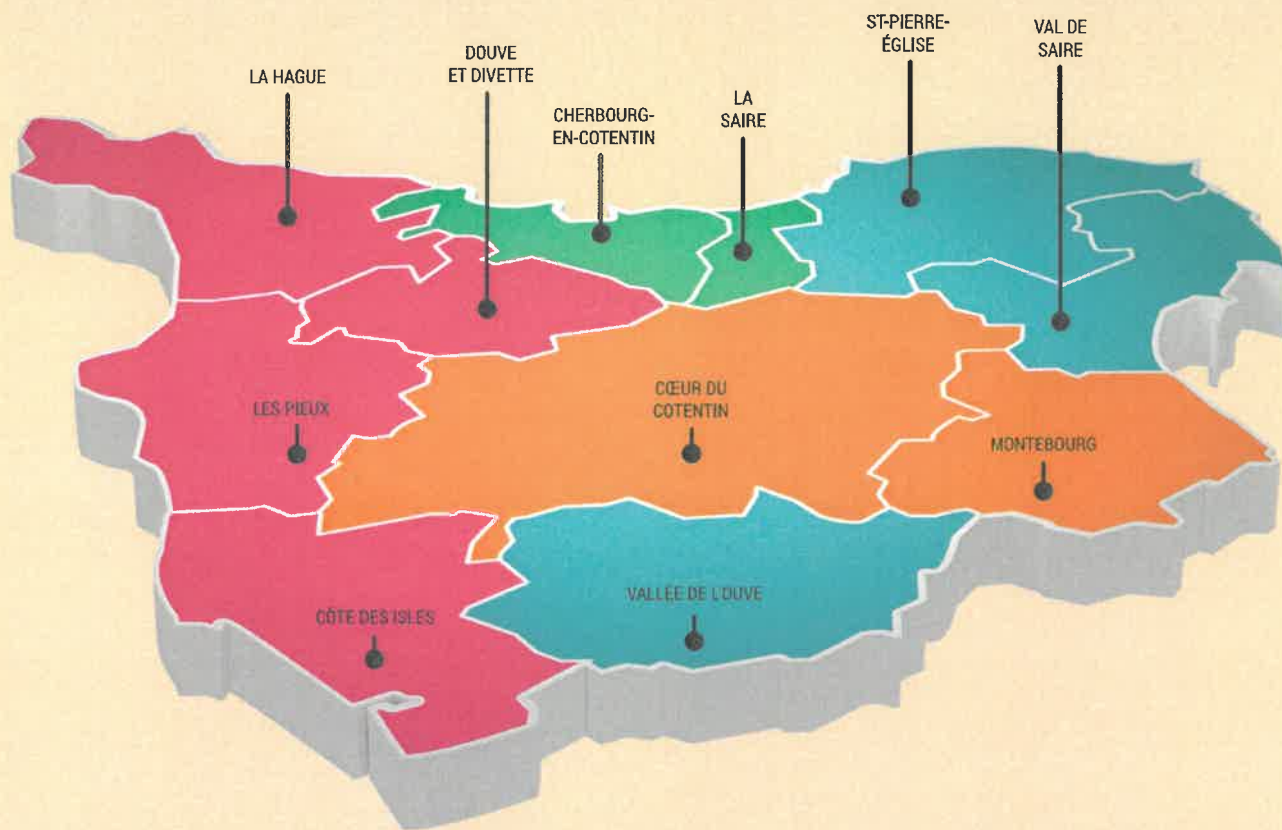 LA HAGUE
DOUVE
ET DIVETTE
CHERBOURG-
EN-COTENTIN
LA
SAIRE
ST-PIERRE-
ÉGLISE
VAL DE
SAIRE
LES PIEUX
CŒUR DU
COTENTIN
MONTEBOURG
CÔTE DES ISLES
VALLÉE DE L'OUVE